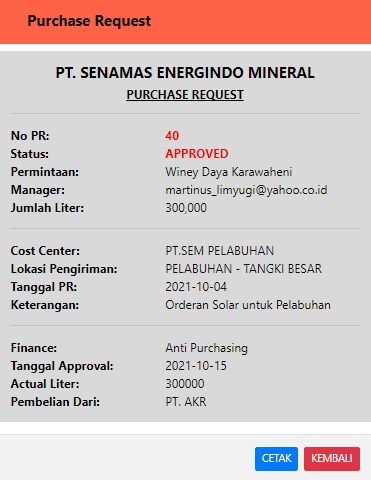 Purchase Request
PT. SENAMAS ENERGINDO MINERAL
PURCHASE REQUEST
No PR: 40
Status: APPROVED
Permintaan: Winey Daya Karawaheni
Manager: martinus_limyugi@yahoo.co.id
Jumlah Liter: 300,000
Cost Center: PT.SEM PELABUHAN
Lokasi Pengiriman: PELABUHAN - TANGKI BESAR
Tanggal PR: 2021-10-04
Keterangan: Orderan Solar untuk Pelabuhan
Finance: Anti Purchasing
Tanggal Approval: 2021-10-15
Actual Liter: 300000
Pembelian Dari: PT. AKR
CETAK KEMBALI